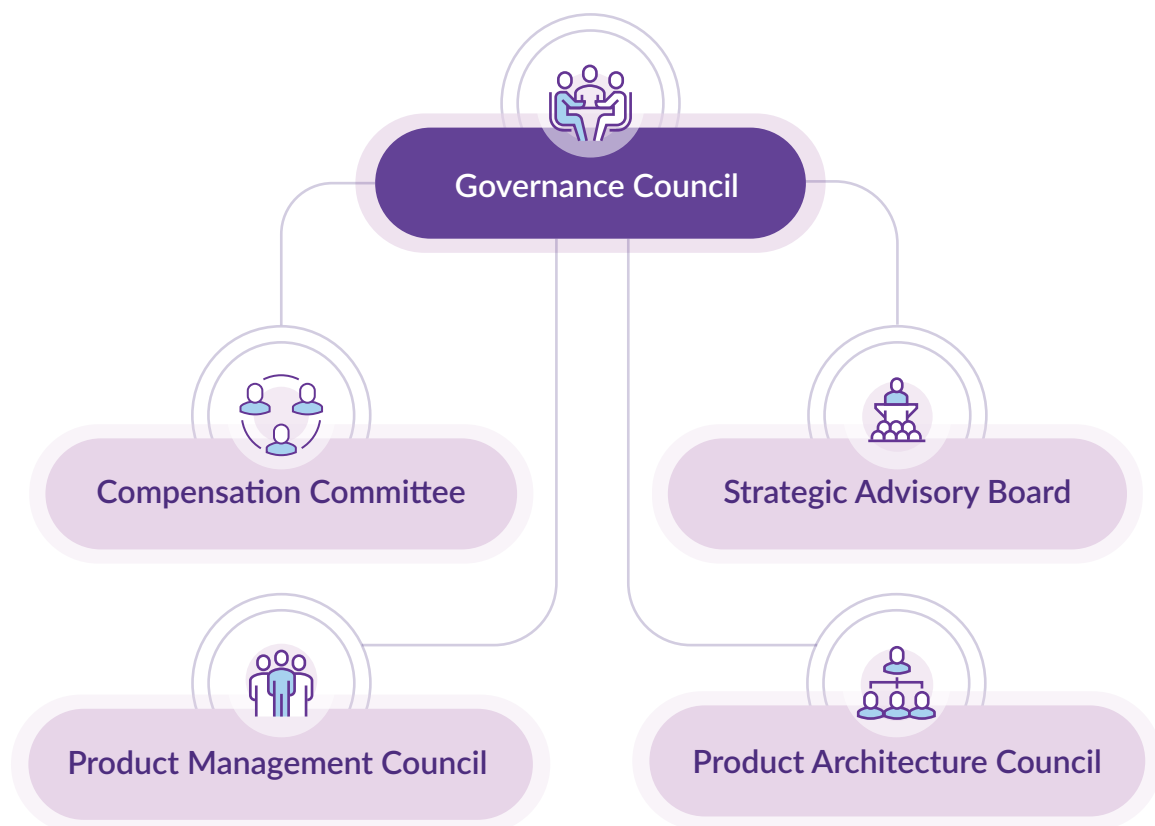 Governance Council
Compensation Committee
Strategic Advisory Board
Product Management Council
Product Architecture Council